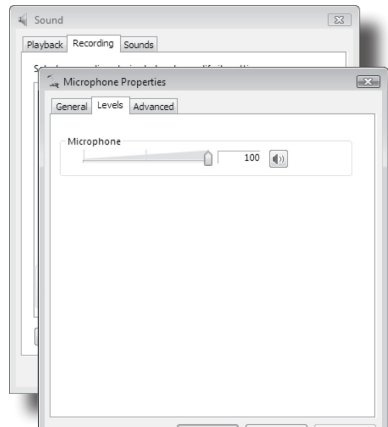 Sound
Playback Recording Sounds
Microphone Properties
General Levels Advanced
Microphone
100